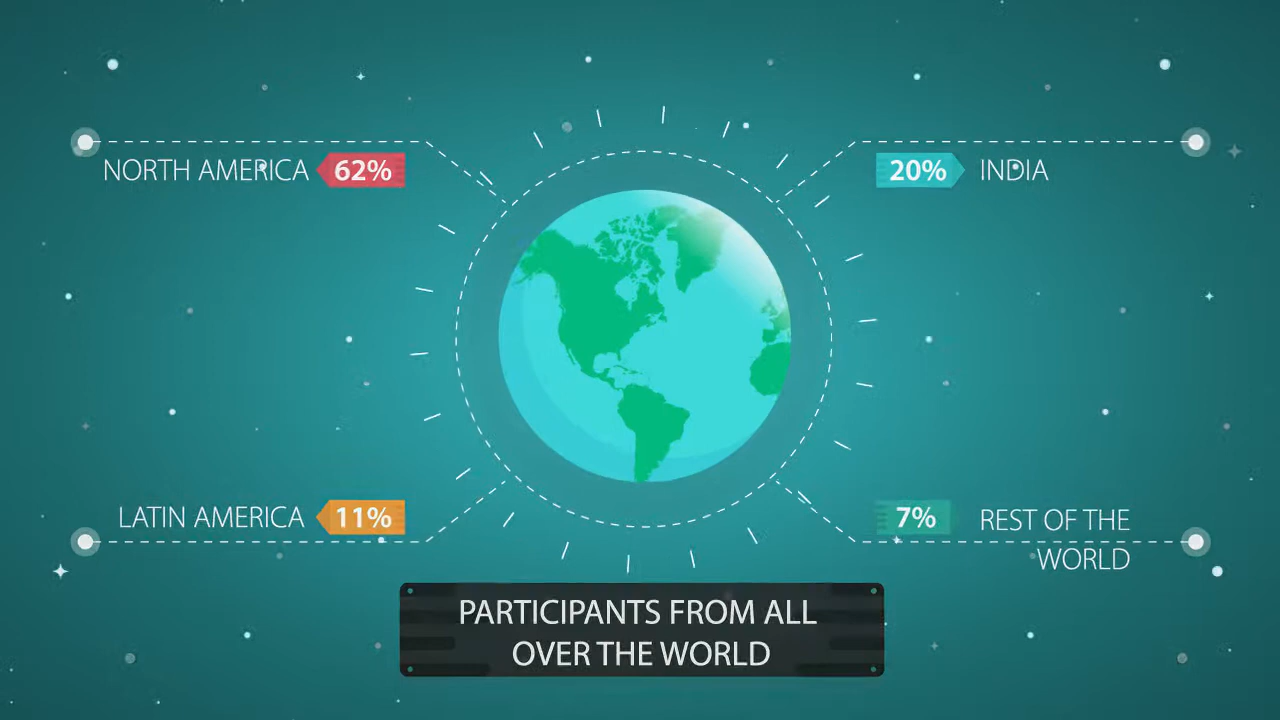 NORTH AMERICA 62%
20% INDIA
LATIN AMERICA 11%
7% REST OF THE
WORLD
PARTICIPANTS FROM ALL
OVER THE WORLD